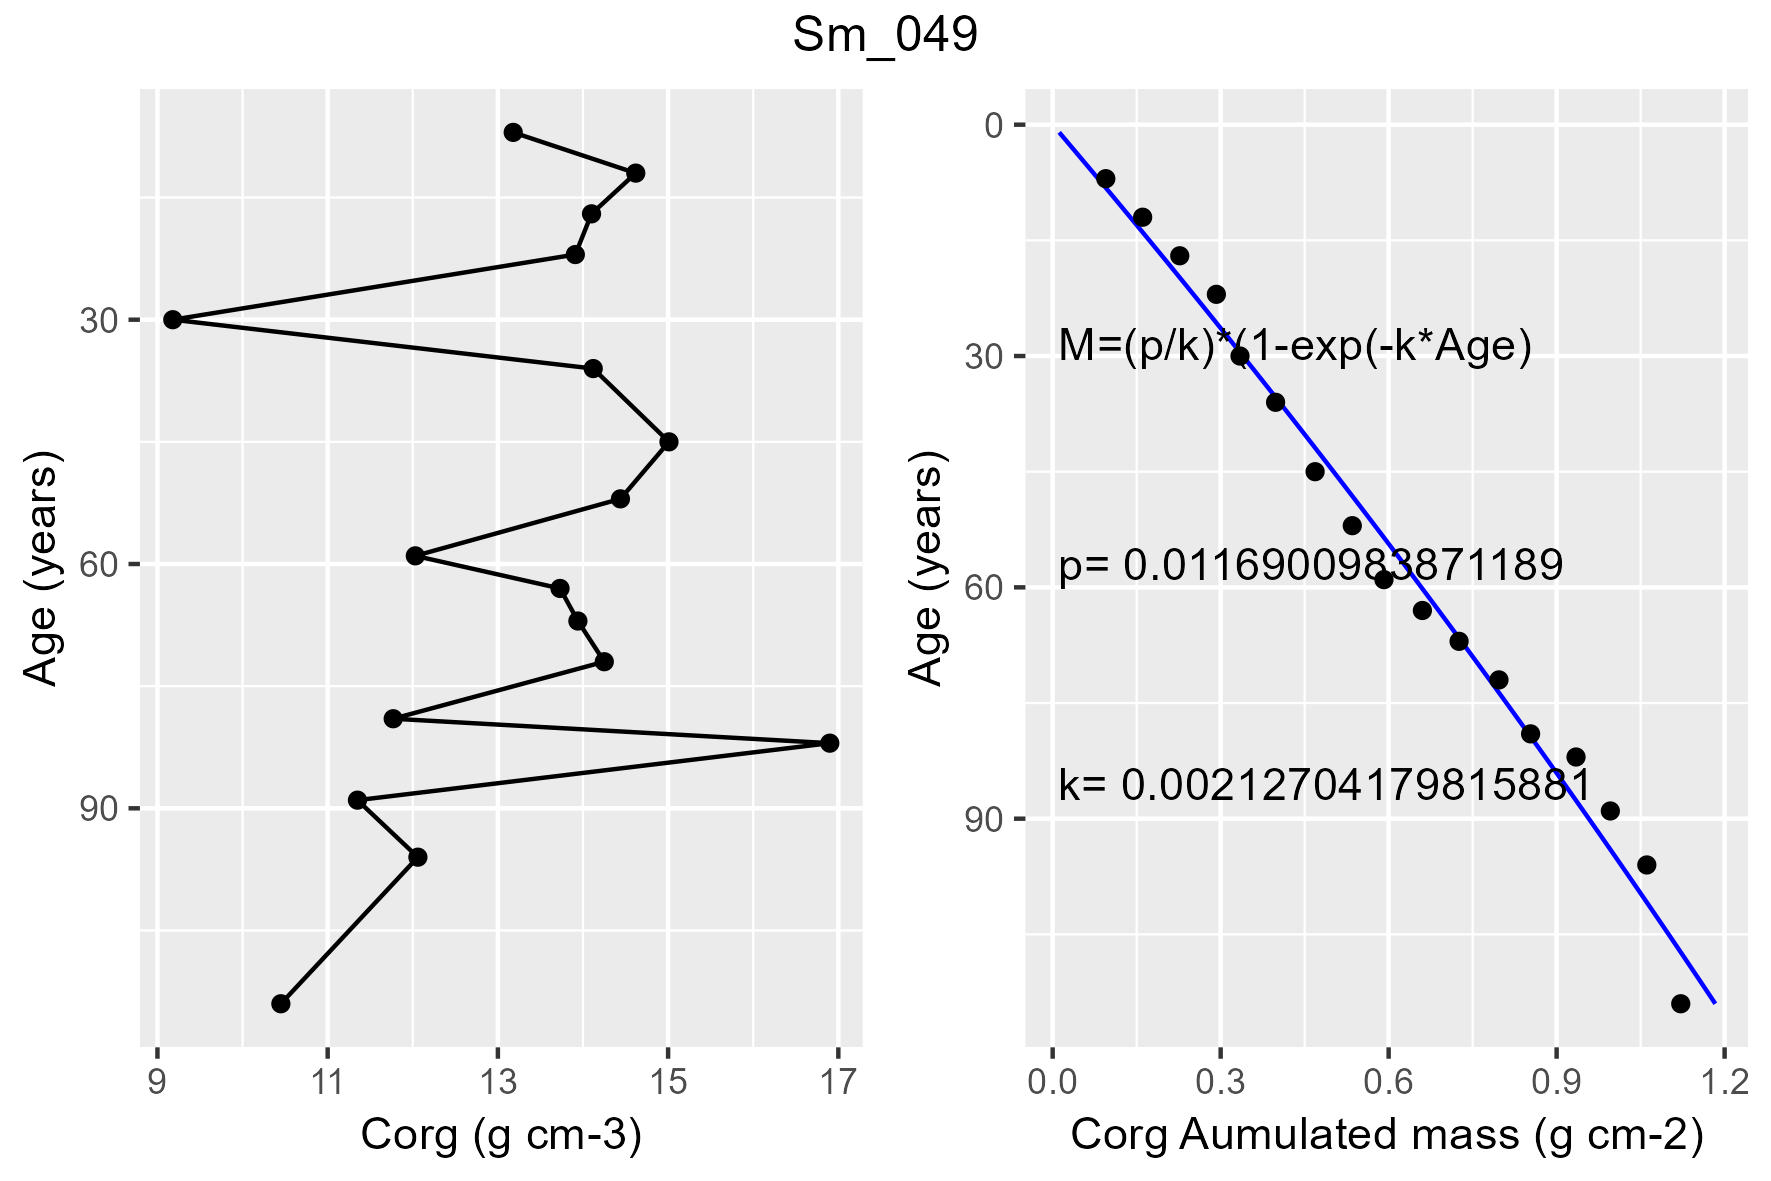 Sm_049
Age (years)
30
60
90
9 11 13 15 17
Corg (g cm-3)
Age (years)
0
30
60
90
M=(p/k)*(1-exp(-k*Age)
p= 0.0116900983871189
k= 0.00212704179815881
0.0 0.3 0.6 0.9 1.2
Corg Aumulated mass (g cm-2)